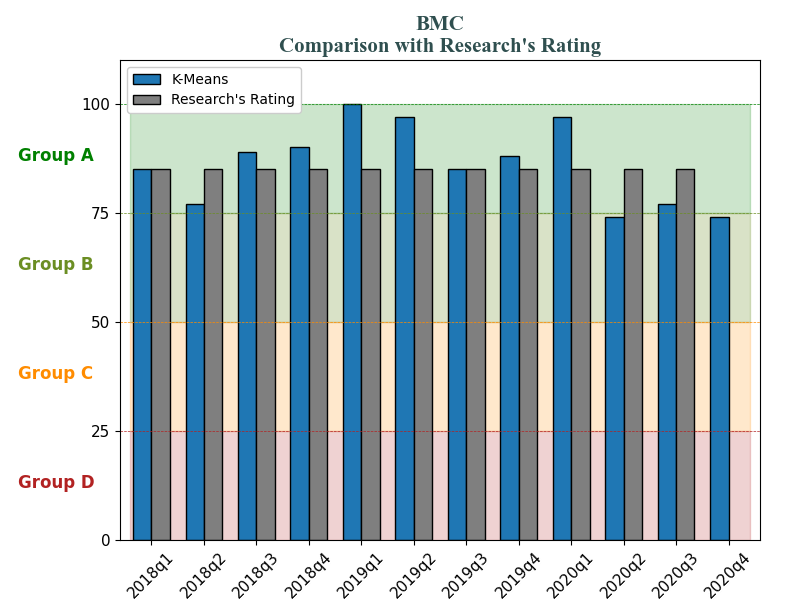 BMC
Comparison with Research's Rating
K-Means
Research's Rating
100
Group A
75
Group B
50
Group C
25
Group D
0
2018q1
2018q2
2018q3
2018q4
2019q1
2019q2
2019q3
2019q4
2020q1
2020q2
2020q3
2020q4